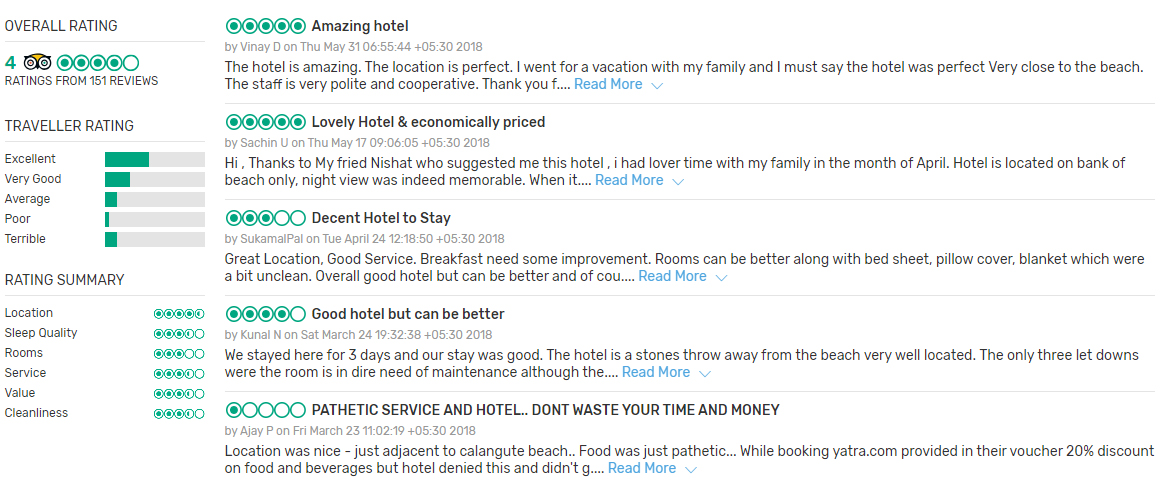 OVERALL RATING
4
RATINGS FROM 151 REVIEWS
TRAVELLER RATING
Excellent
Very Good
Average
Poor
Terrible
RATING SUMMARY
Location
Sleep Quality
Rooms
Service
Value
Cleanliness
Amazing hotel
by Vinay D on Thu May 31 06:55:44 +05:30 2018
The hotel is amazing. The location is perfect. I went for a vacation with my family and I must say the hotel was perfect Very close to the beach.
The staff is very polite and cooperative. Thank you f.... Read More
Lovely Hotel & economically priced
by Sachin U on Thu May 17 09:06:05 +05:30 2018
Hi , Thanks to My fried Nishat who suggested me this hotel , i had lover time with my family in the month of April. Hotel is located on bank of
beach only, night view was indeed memorable. When it.... Read More
Decent Hotel to Stay
by SukamalPal on Tue April 24 12:18:50 +05:30 2018
Great Location, Good Service. Breakfast need some improvement. Rooms can be better along with bed sheet, pillow cover, blanket which were
a bit unclean. Overall good hotel but can be better and of cou.... Read More
Good hotel but can be better
by Kunal N on Sat March 24 19:32:38 +05:30 2018
We stayed here for 3 days and our stay was good. The hotel is a stones throw away from the beach very well located. The only three let downs
were the room is in dire need of maintenance although the.... Read More
PATHETIC SERVICE AND HOTEL.. DONT WASTE YOUR TIME AND MONEY
by Ajay P on Fri March 23 11:02:19 +05:30 2018
Location was nice - just adjacent to calangute beach.. Food was just pathetic... While booking yatra.com provided in their voucher 20% discount
on food and beverages but hotel denied this and didn't g.... Read More